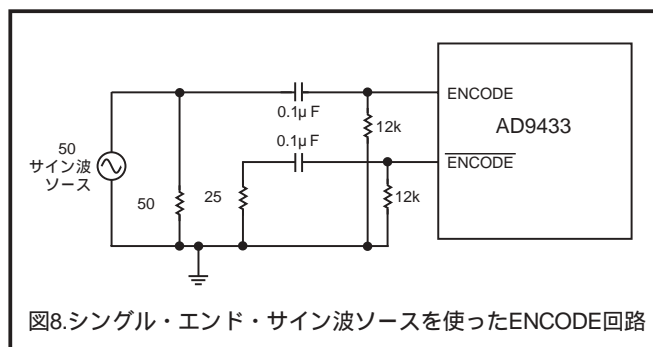 ENCODE
0.1μF
AD9433
12k
0.1μF
ENCODE
50
サイン波
ソース
50
25
12k
図8.シングル・エンド・サイン波ソースを使ったENCODE回路